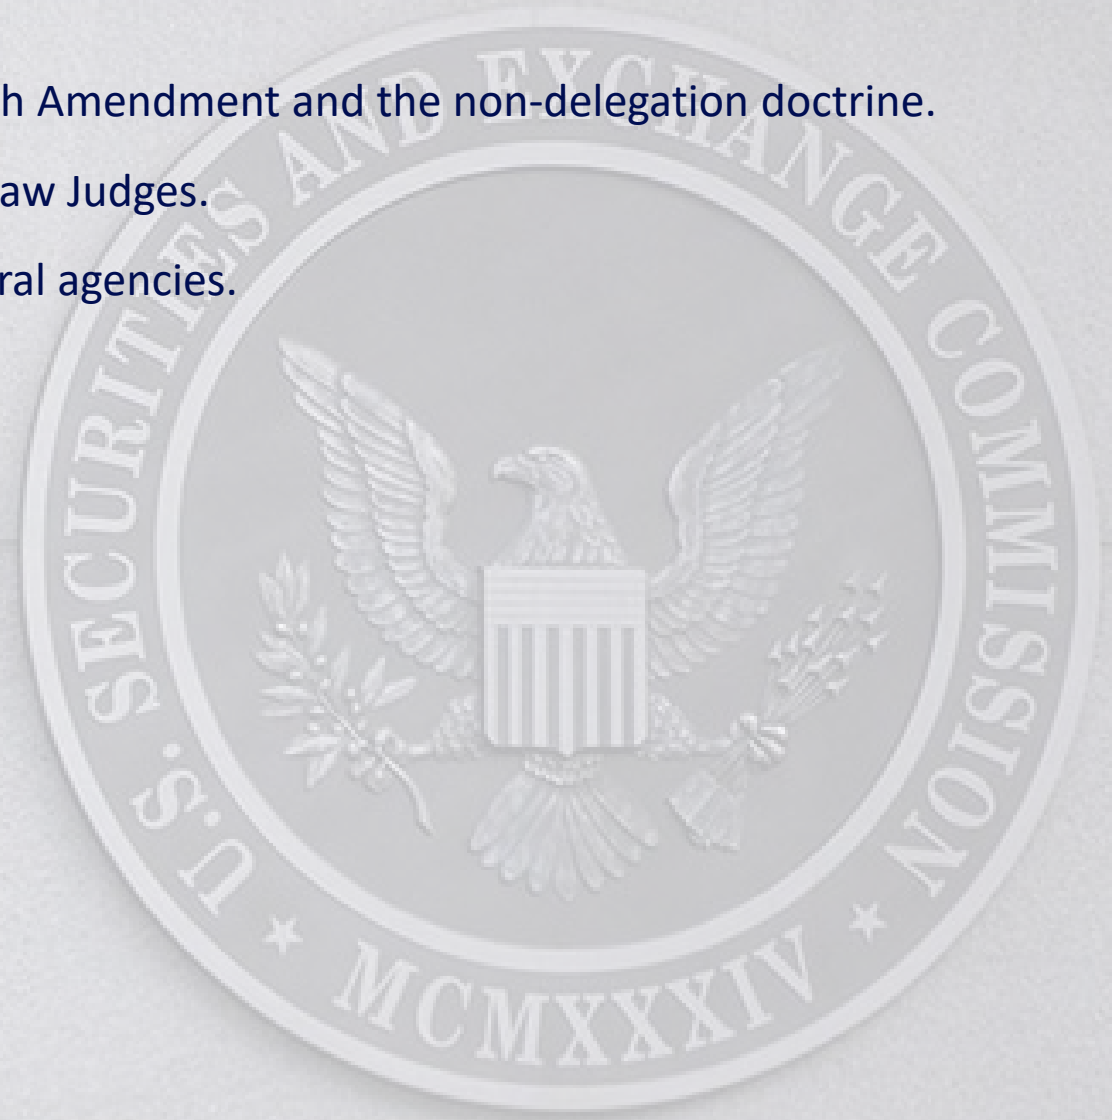 h Amendment and the non-delegation doctrine.
aw Judges.
ral agencies.
U.S. SECURITIES AND EXCHANGE COMMISSION
MCMXXXIV